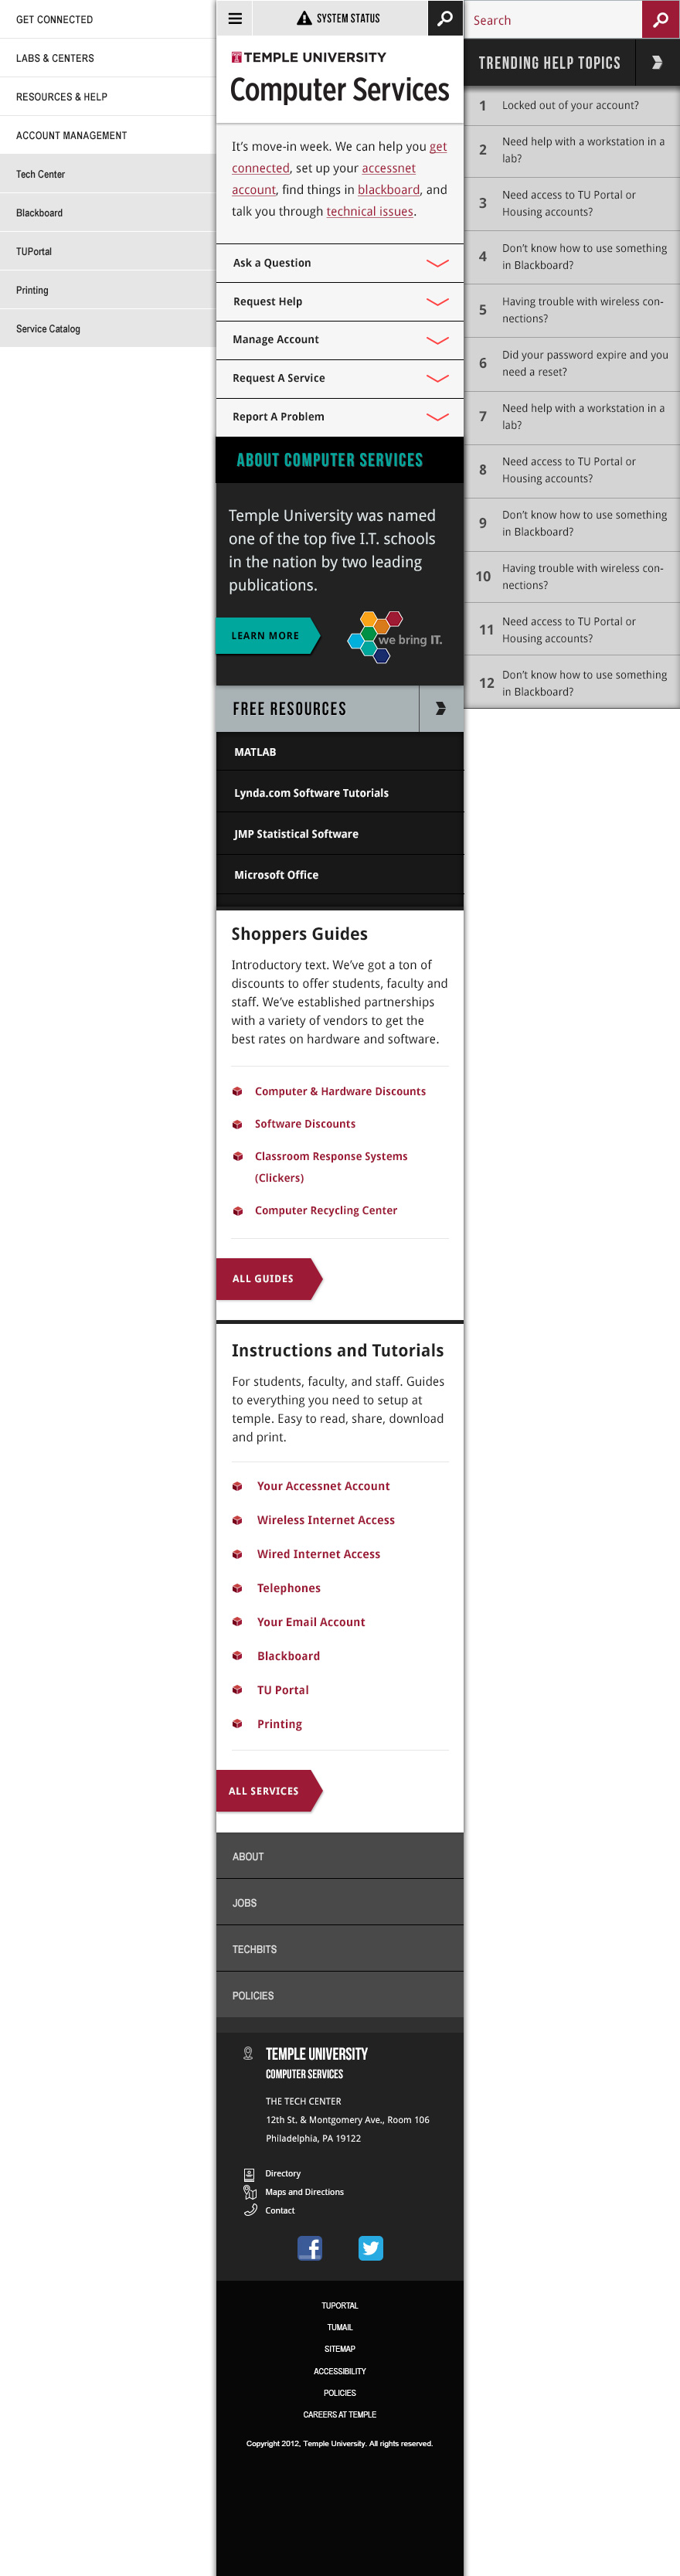 GET CONNECTED
LABS & CENTERS
RESOURCES & HELP
ACCOUNT MANAGEMENT
Tech Center
Blackboard
TUPortal
Printing
Service Catalog
SYSTEM STATUS
TEMPLE UNIVERSITY
Computer Services
It's move-in week. We can help you get
connected, set up your accessnet
account, find things in blackboard, and
talk you through technical issues.
Ask a Question
Request Help
Manage Account
Request A Service
Report A Problem
ABOUT COMPUTER SERVICES
Temple University was named
one of the top five I.T. schools
in the nation by two leading
publications.
LEARN MORE
we bring IT.
FREE RESOURCES
MATLAB
Lynda.com Software Tutorials
JMP Statistical Software
Microsoft Office
Shoppers Guides
Introductory text. We've got a ton of
discounts to offer students, faculty and
staff. We've established partnerships
with a variety of vendors to get the
best rates on hardware and software.
Computer & Hardware Discounts
Software Discounts
Classroom Response Systems
(Clickers)
Computer Recycling Center
ALL GUIDES
Instructions and Tutorials
For students, faculty, and staff. Guides
to everything you need to setup at
temple. Easy to read, share, download
and print.
Your Accessnet Account
Wireless Internet Access
Wired Internet Access
Telephones
Your Email Account
Blackboard
TU Portal
Printing
ALL SERVICES
ABOUT
JOBS
TECHBITS
POLICIES
TEMPLE UNIVERSITY
COMPUTER SERVICES
THE TECH CENTER
12th St. & Montgomery Ave., Room 106
Philadelphia, PA 19122
Directory
Maps and Directions
Contact
TUPORTAL
TUMAIL
SITEMAP
ACCESSIBILITY
POLICIES
CAREERS AT TEMPLE
Copyright 2012, Temple University. All rights reserved.
Search
TRENDING HELP TOPICS
1 Locked out of your account?
2 Need help with a workstation in a
lab?
3 Need access to TU Portal or
Housing accounts?
4 Don't know how to use something
in Blackboard?
5 Having trouble with wireless con-
nections?
6 Did your password expire and you
need a reset?
7 Need help with a workstation in a
lab?
8 Need access to TU Portal or
Housing accounts?
9 Don't know how to use something
in Blackboard?
10 Having trouble with wireless con-
nections?
11 Need access to TU Portal or
Housing accounts?
12 Don't know how to use something
in Blackboard?